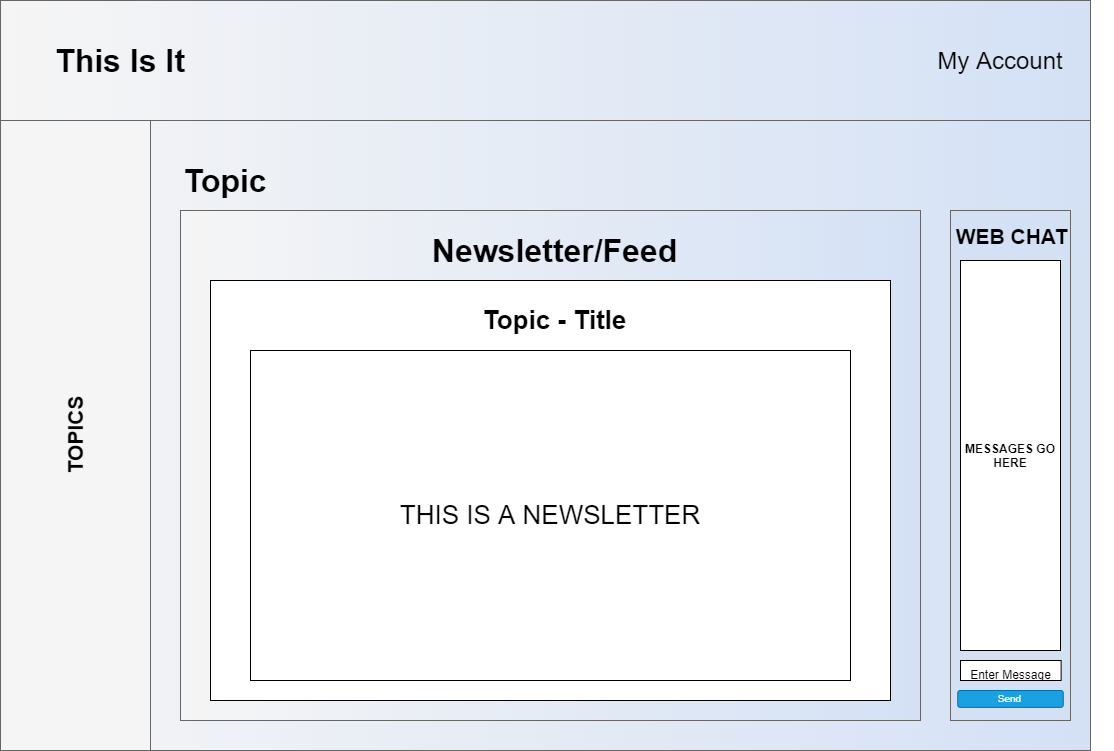 This Is It
My Account
TOPICS
Topic
Newsletter/Feed
Topic - Title
THIS IS A NEWSLETTER
WEB CHAT
MESSAGES GO
HERE
Enter Message
Send